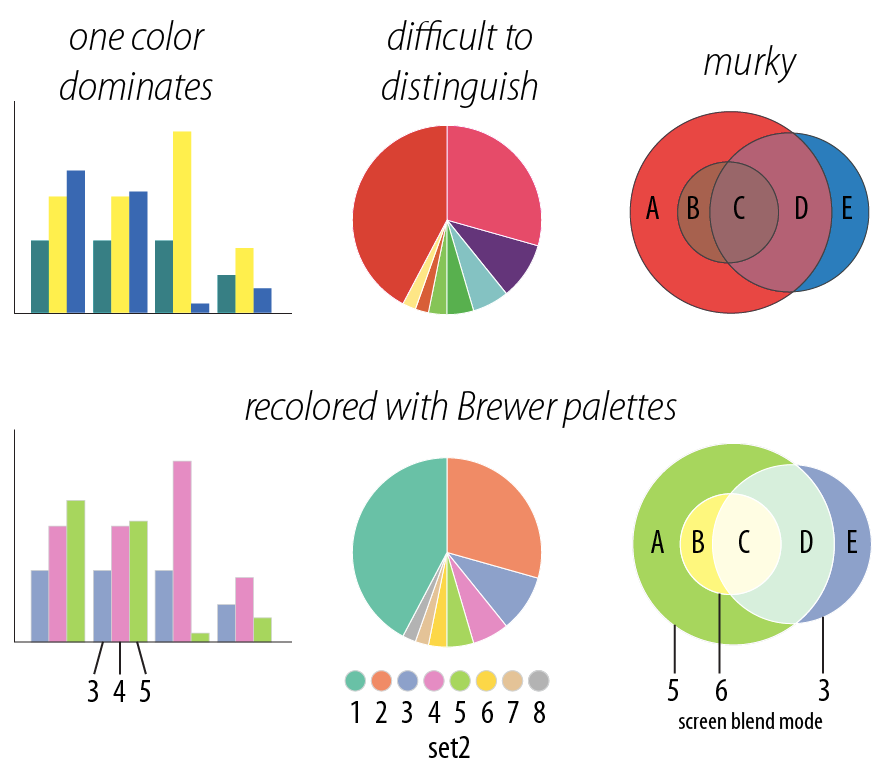 one color
dominates
difficult to
distinguish
murky
A B C D E
recolored with Brewer palettes
A B C D E
3 4 5
1 2 3 4 5 6 7 8
set2
5 6 3
screen blend mode